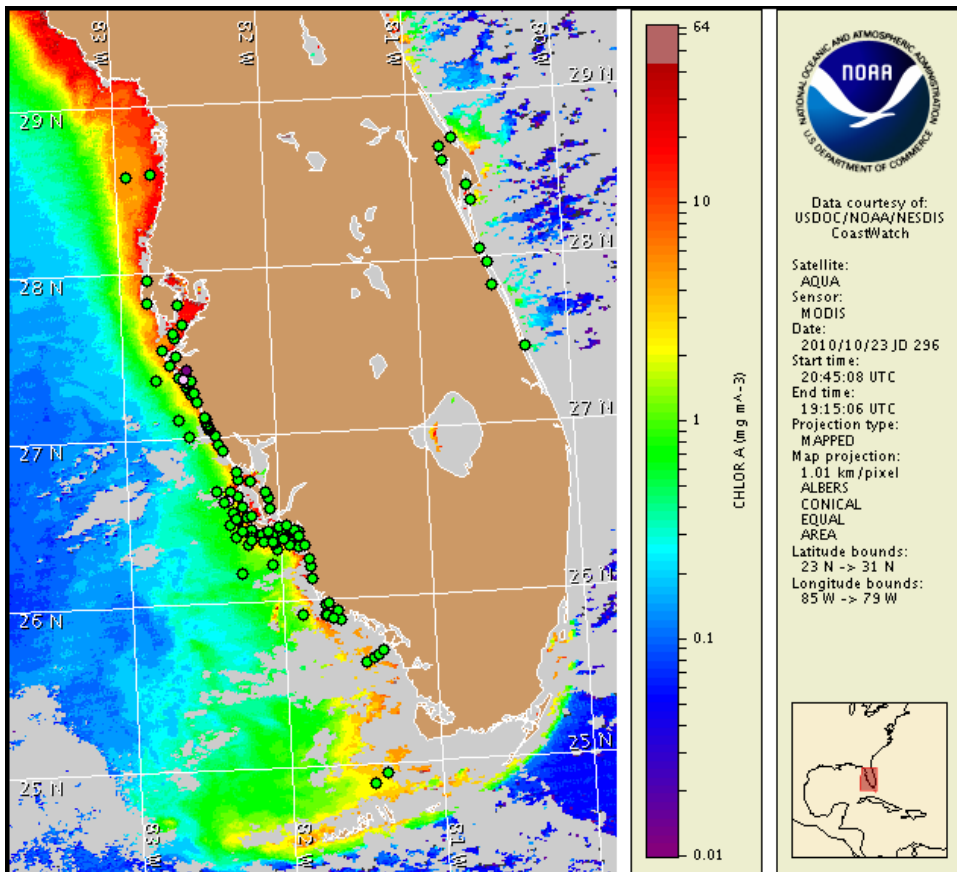 83 W
82 W
81 W
80 W
29 N
29 N
28 N
28 N
27 N
27 N
26 N
26 N
25 N
25 N
83 W
82 W
81 W
64
10
1
0.1
0.01
CHLOR A (mg m^-3)
NATIONAL OCEANIC AND ATMOSPHERIC ADMINISTRATION
NOAA
U.S. DEPARTMENT OF COMMERCE
Data courtesy of:
USDOC/NOAA/NESDIS
CoastWatch
Satellite:
AQUA
Sensor:
MODIS
Date:
2010/10/23 JD 296
Start time:
20:45:08 UTC
End time:
19:15:06 UTC
Projection type:
MAPPED
Map projection:
1.01 km/pixel
ALBERS
CONICAL
EQUAL
AREA
Latitude bounds:
23 N -> 31 N
Longitude bounds:
85 W -> 79 W